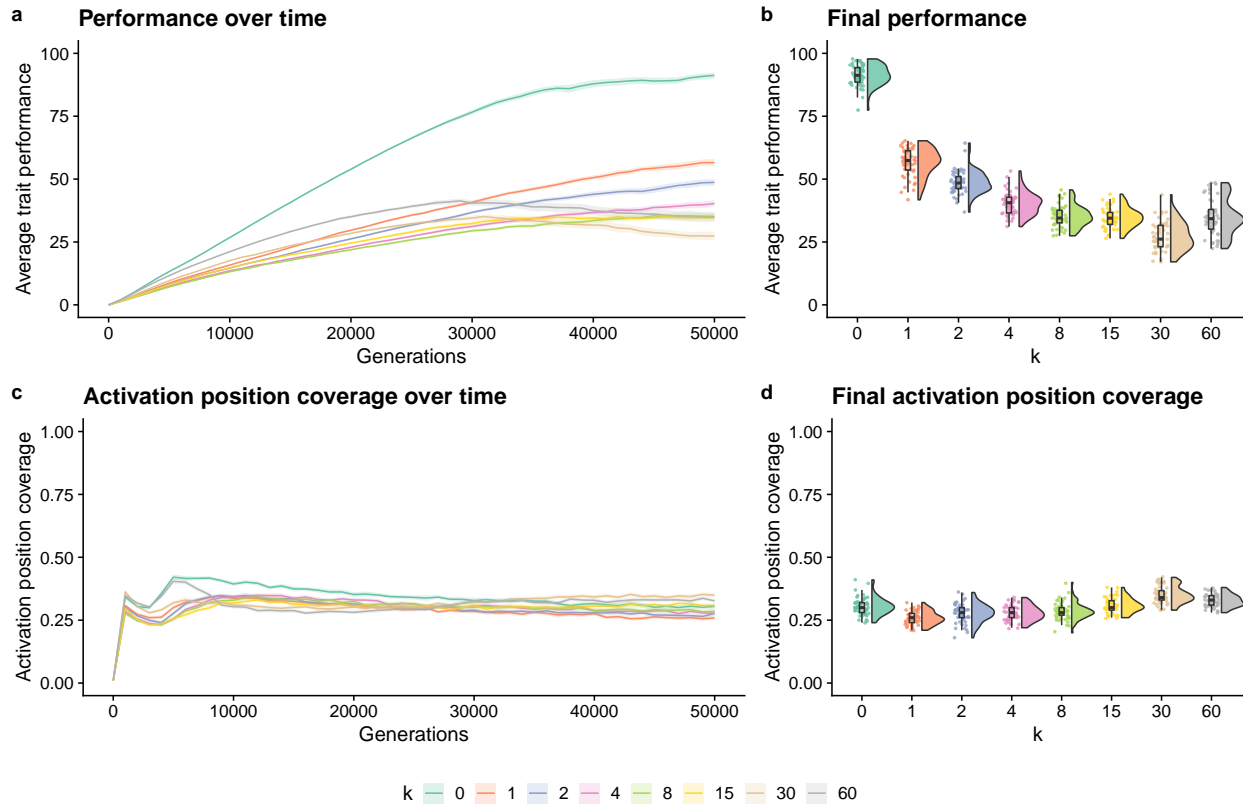 a Performance over time
100
75
50
25
0
Average trait performance
0 10000 20000 30000 40000 50000
Generations
b Final performance
100
75
50
25
0
Average trait performance
0 1 2 4 8 15 30 60
k
c Activation position coverage over time
1.00
0.75
0.50
0.25
0.00
Activation position coverage
0 10000 20000 30000 40000 50000
Generations
d Final activation position coverage
1.00
0.75
0.50
0.25
0.00
Activation position coverage
0 1 2 4 8 15 30 60
k
k 0 1 2 4 8 15 30 60